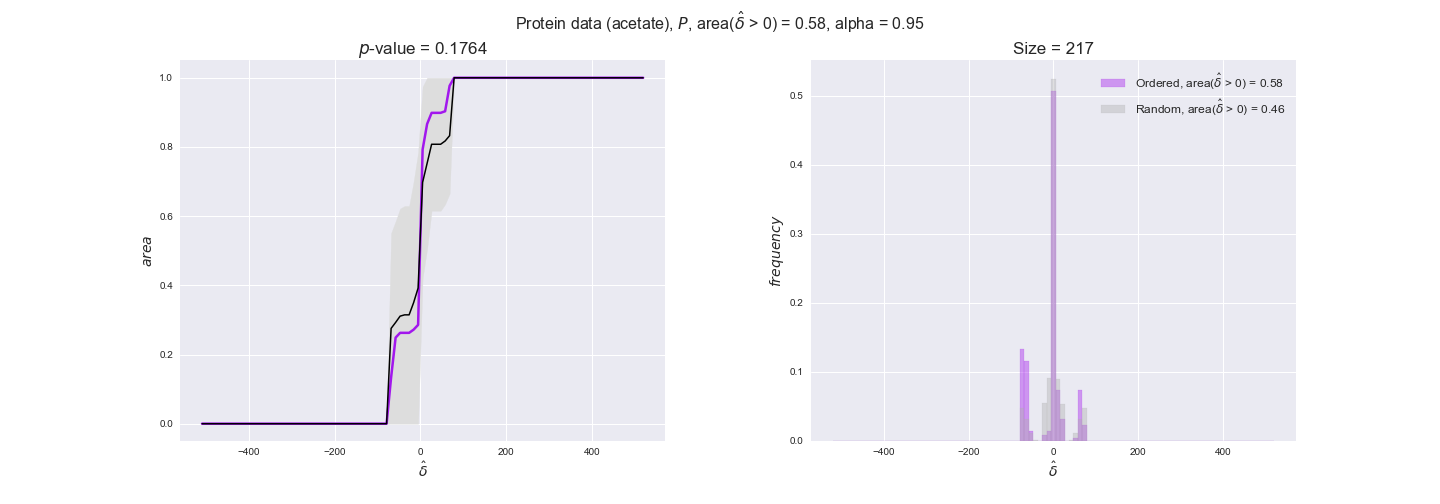 Protein data (acetate), P, area(δ̂ > 0) = 0.58, alpha = 0.95
p-value = 0.1764
1.0
0.8
0.6
0.4
0.2
0.0
area
−400
−200
0
200
400
δ̂
Size = 217
Ordered, area(δ̂ > 0) = 0.58
Random, area(δ̂ > 0) = 0.46
0.5
0.4
0.3
0.2
0.1
0.0
frequency
−400
−200
0
200
400
δ̂